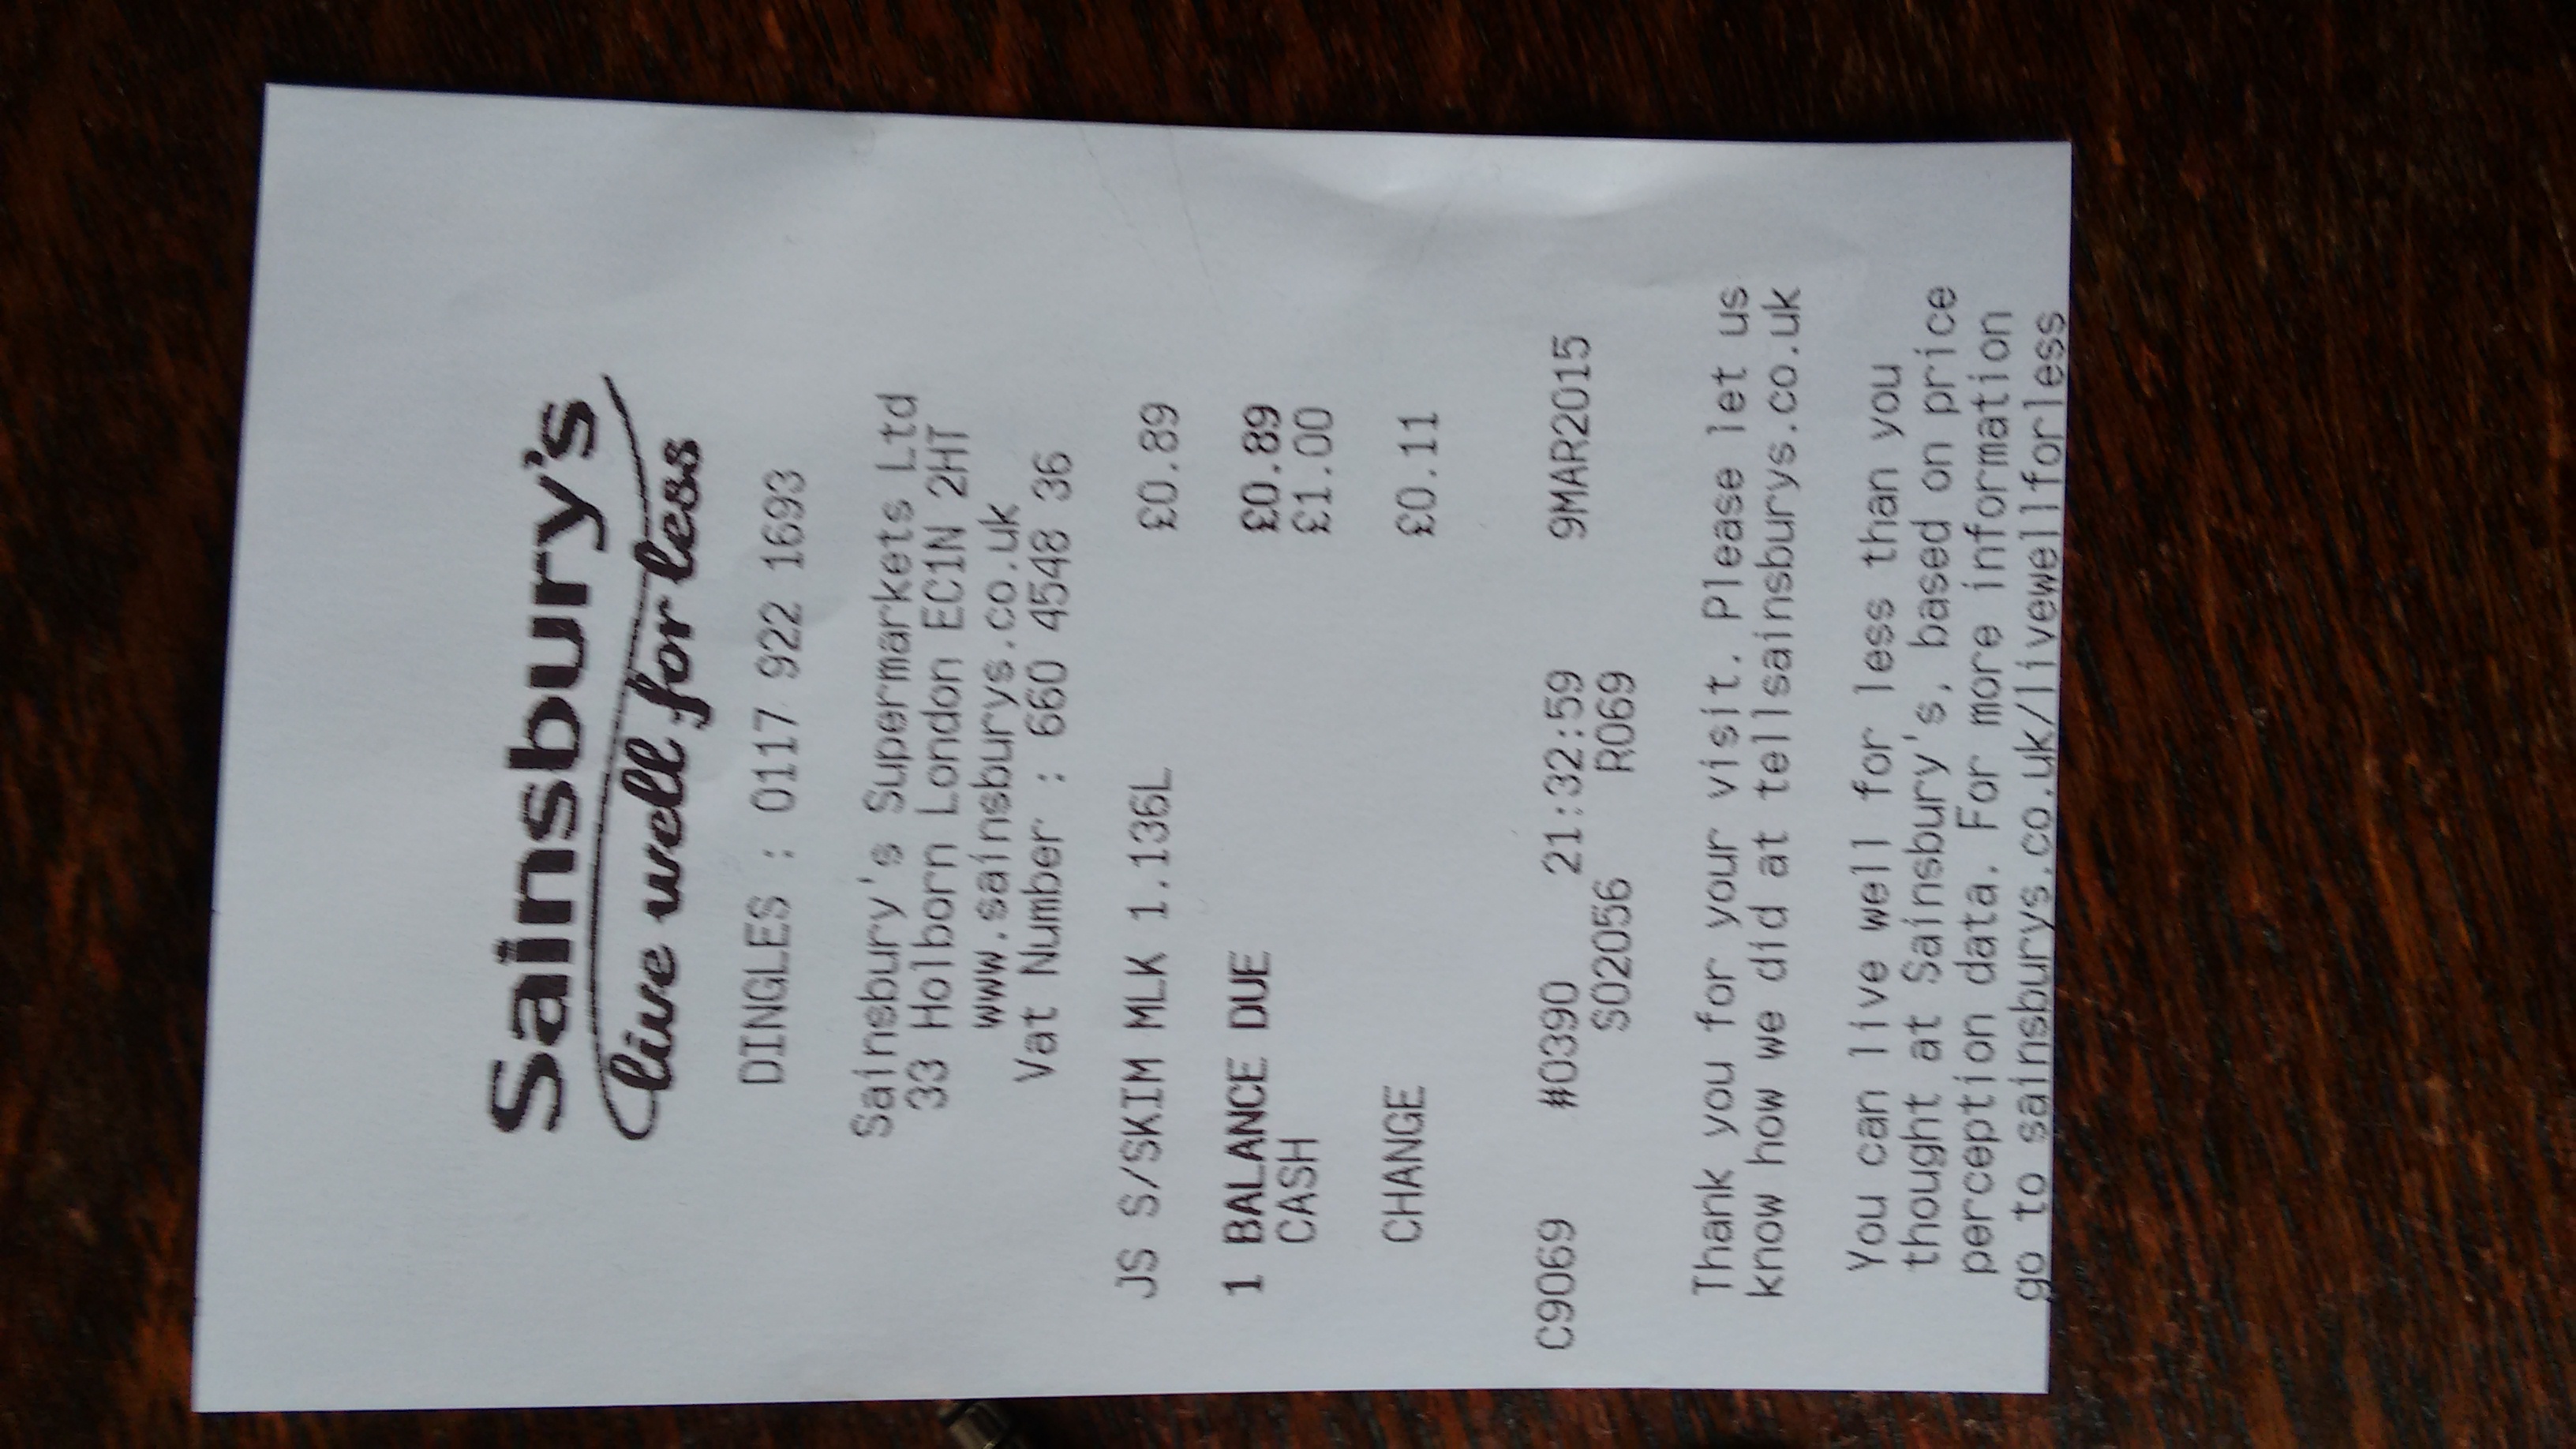 Sainsbury's
live well for less
DINGLES : 0117 922 1693
Sainsbury's Supermarkets Ltd
33 Holborn London EC1N 2HT
www.sainsburys.co.uk
Vat Number : 660 4548 36
JS S/SKIM MLK 1.136L £0.89
1 BALANCE DUE £0.89
CASH £1.00
CHANGE £0.11
C9069 #0390 21:32:59 9MAR2015
S02056 R069
Thank you for your visit. Please let us
know how we did at tellsainsburys.co.uk
You can live well for less than you
thought at Sainsbury's, based on price
perception data. For more information
go to sainsburys.co.uk/livewellforless